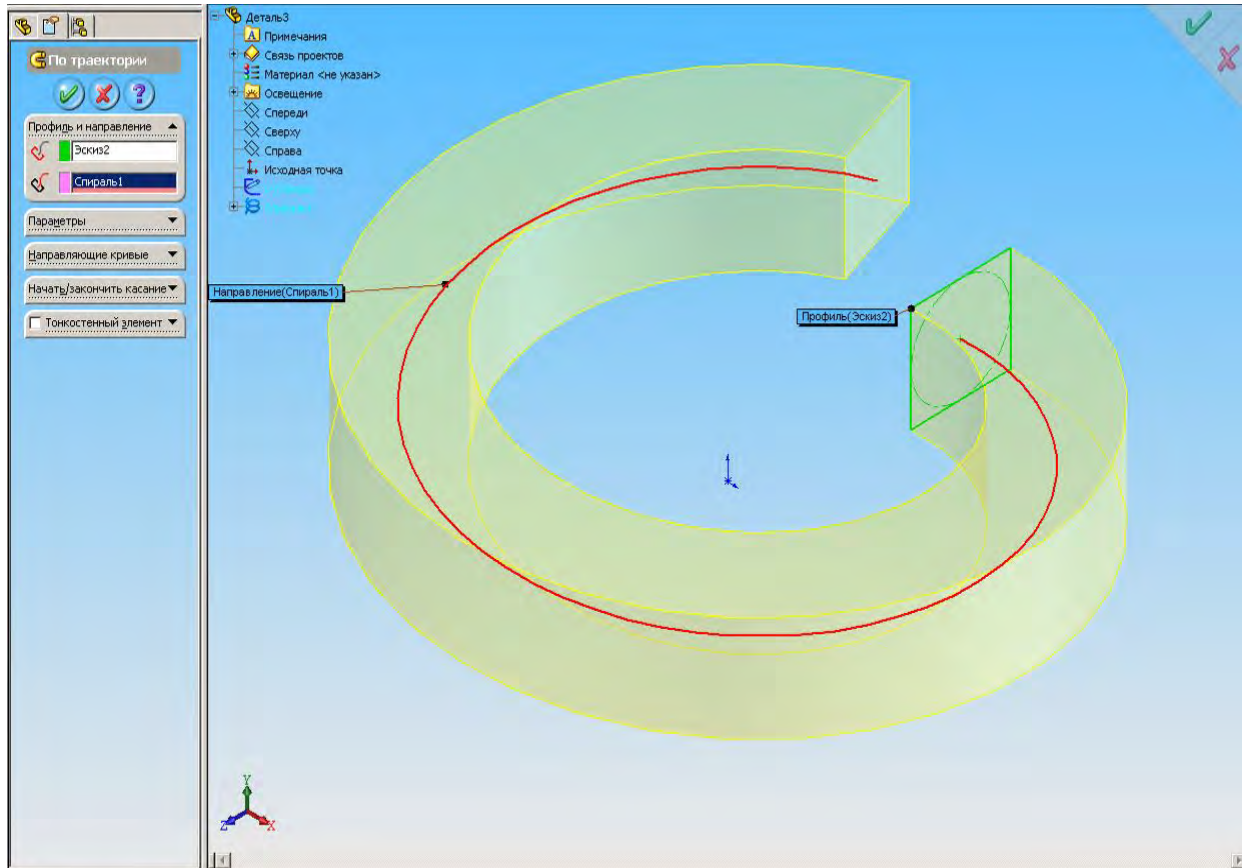 По траектории
?
Профиль и направление
Эскиз2
Спираль1
Параметры
Направляющие кривые
Начать/закончить касание
Тонкостенный элемент
Деталь3
A Примечания
Связь проектов
Материал <не указан>
Освещение
Спереди
Сверху
Справа
Исходная точка
Направление(Спираль1)
Профиль(Эскиз2)
Y
Z
X